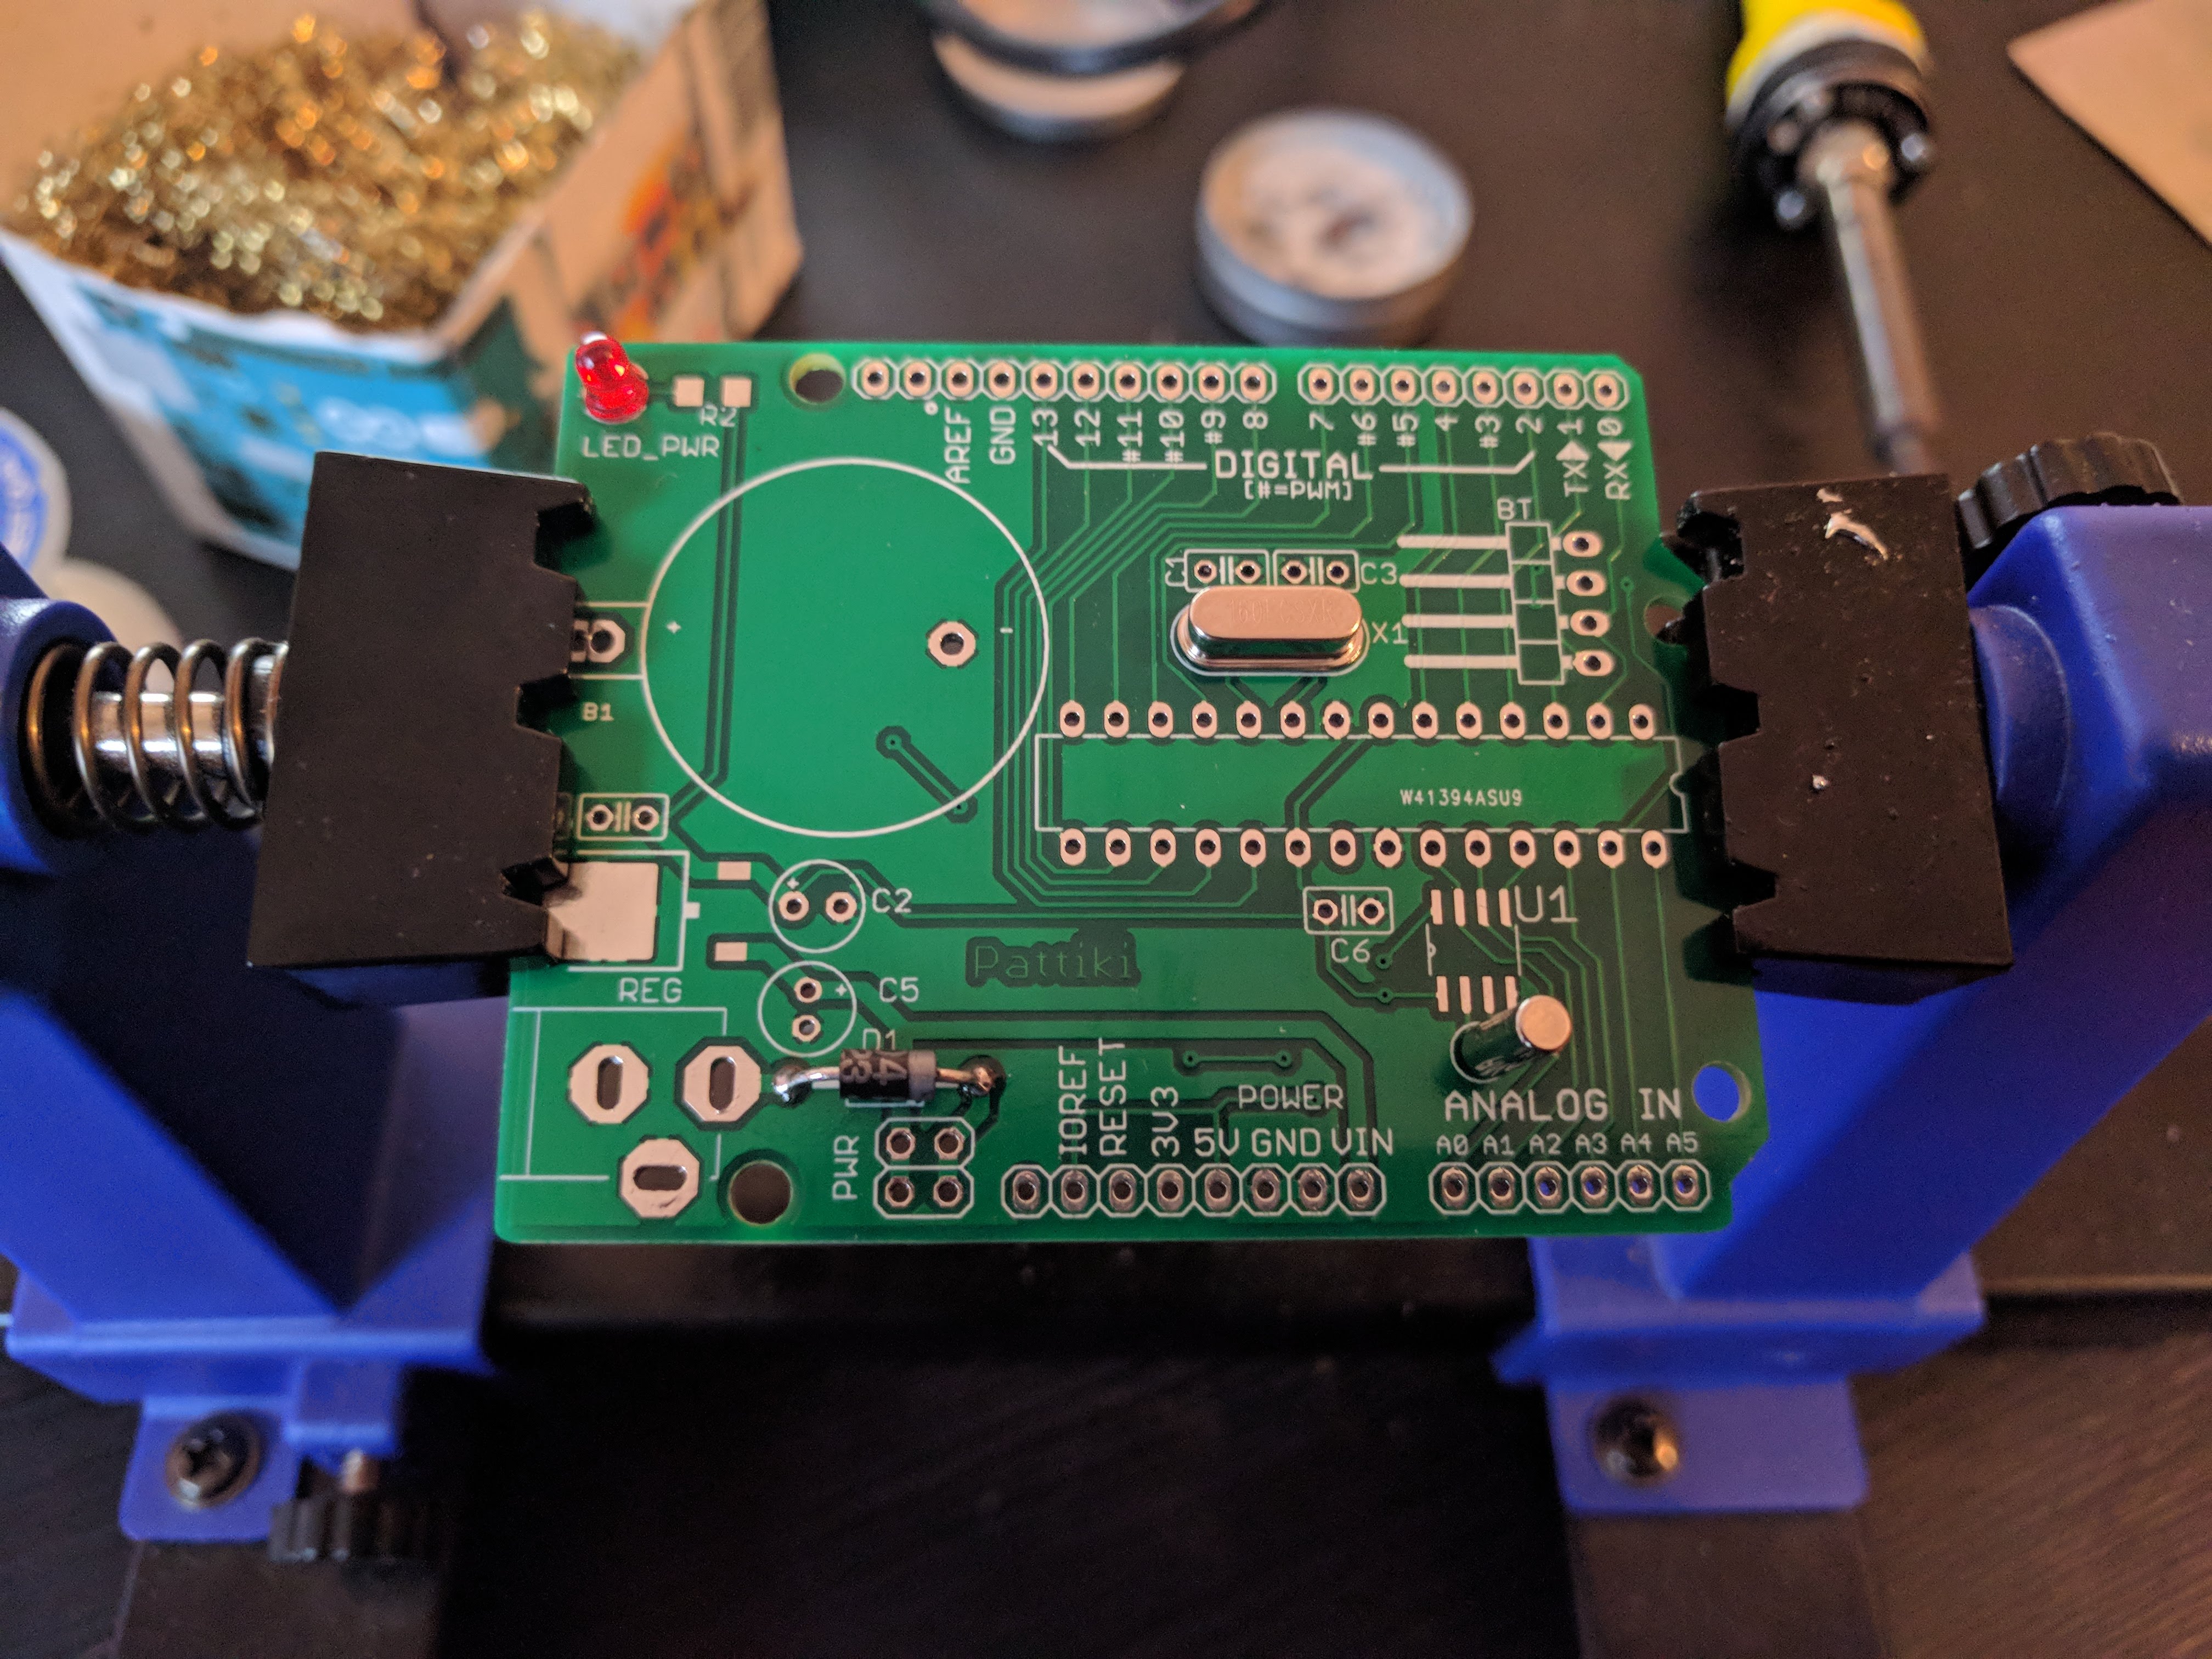 R2
LED_PWR
AREF
GND
13
12
#11
#10
#9
8
7
#6
#5
4
#3
2
TX▶1
RX◀0
DIGITAL
[#=PWM]
BT
C1
C3
+
-
X1
B1
W41394ASU9
+
C2
U1
C6
Pattiki
REG
+
C5
D1
IOREF
RESET
3V3
POWER
5V GND VIN
PWR
ANALOG IN
A0 A1 A2 A3 A4 A5